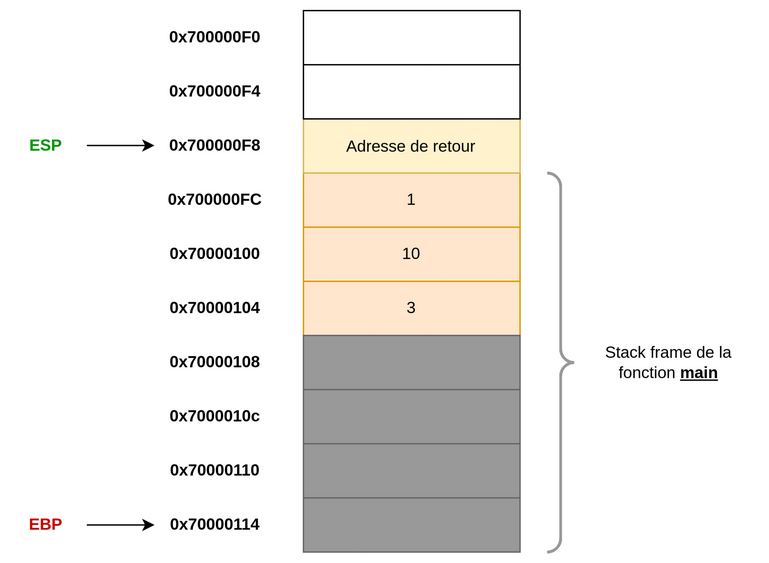 0x700000F0
0x700000F4
ESP 0x700000F8 Adresse de retour
0x700000FC 1
0x70000100 10
0x70000104 3
0x70000108
Stack frame de la
fonction main
0x7000010c
0x70000110
EBP 0x70000114